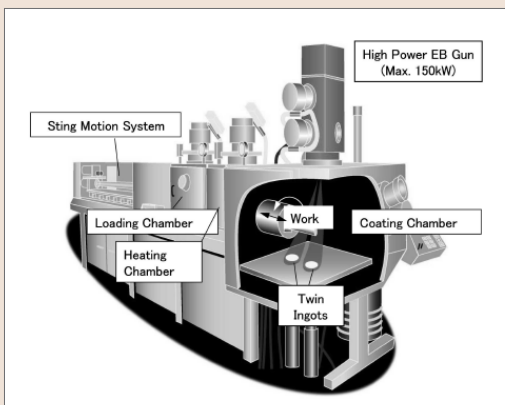 High Power EB Gun
(Max. 150kW)
Sting Motion System
Loading Chamber
Work
Coating Chamber
Heating
Chamber
Twin
Ingots